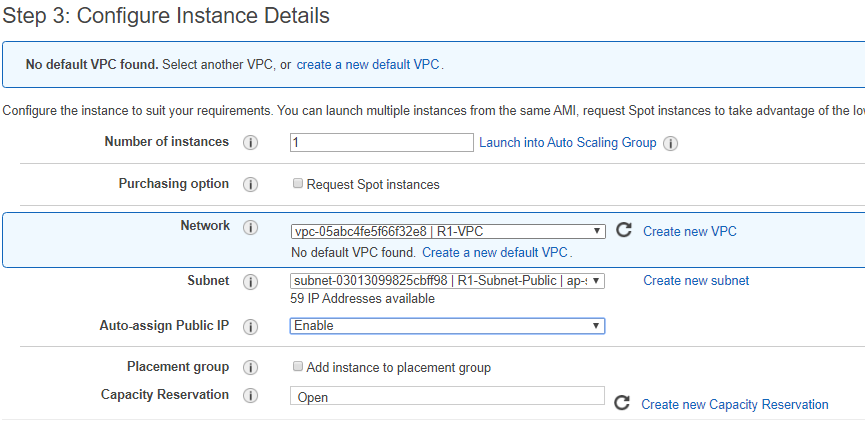 Step 3: Configure Instance Details
No default VPC found. Select another VPC, or create a new default VPC.
Configure the instance to suit your requirements. You can launch multiple instances from the same AMI, request Spot instances to take advantage of the
Number of instances 1 Launch into Auto Scaling Group
Purchasing option Request Spot instances
Network vpc-05abc4fe5f66f32e8 | R1-VPC Create new VPC
No default VPC found. Create a new default VPC.
Subnet subnet-03013099825cbff98 | R1-Subnet-Public | ap- Create new subnet
59 IP Addresses available
Auto-assign Public IP Enable
Placement group Add instance to placement group
Capacity Reservation Open Create new Capacity Reservation